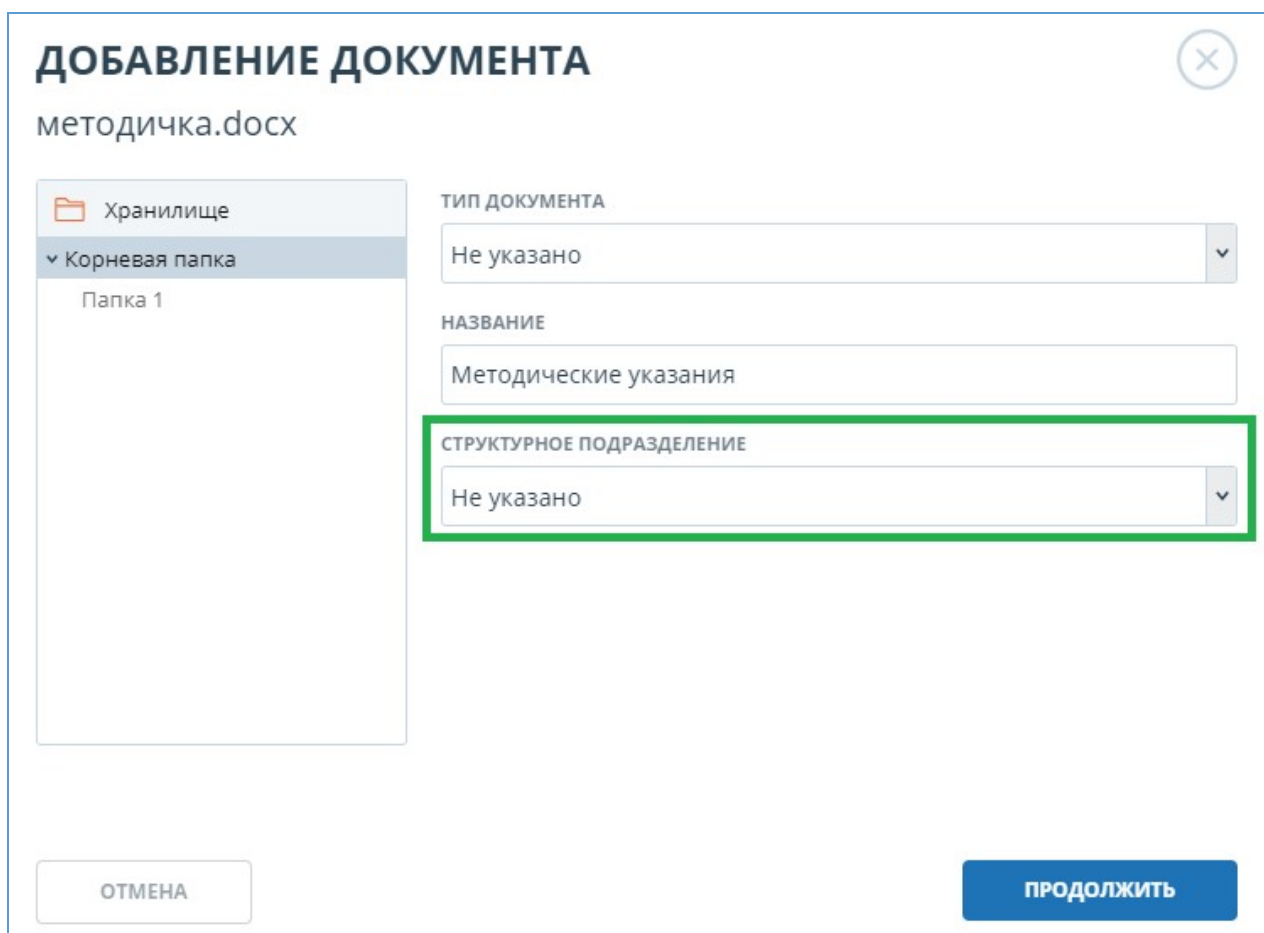 ДОБАВЛЕНИЕ ДОКУМЕНТА
методичка.docx
Хранилище
Корневая папка
Папка 1
ТИП ДОКУМЕНТА
Не указано
НАЗВАНИЕ
Методические указания
СТРУКТУРНОЕ ПОДРАЗДЕЛЕНИЕ
Не указано
ОТМЕНА
ПРОДОЛЖИТЬ